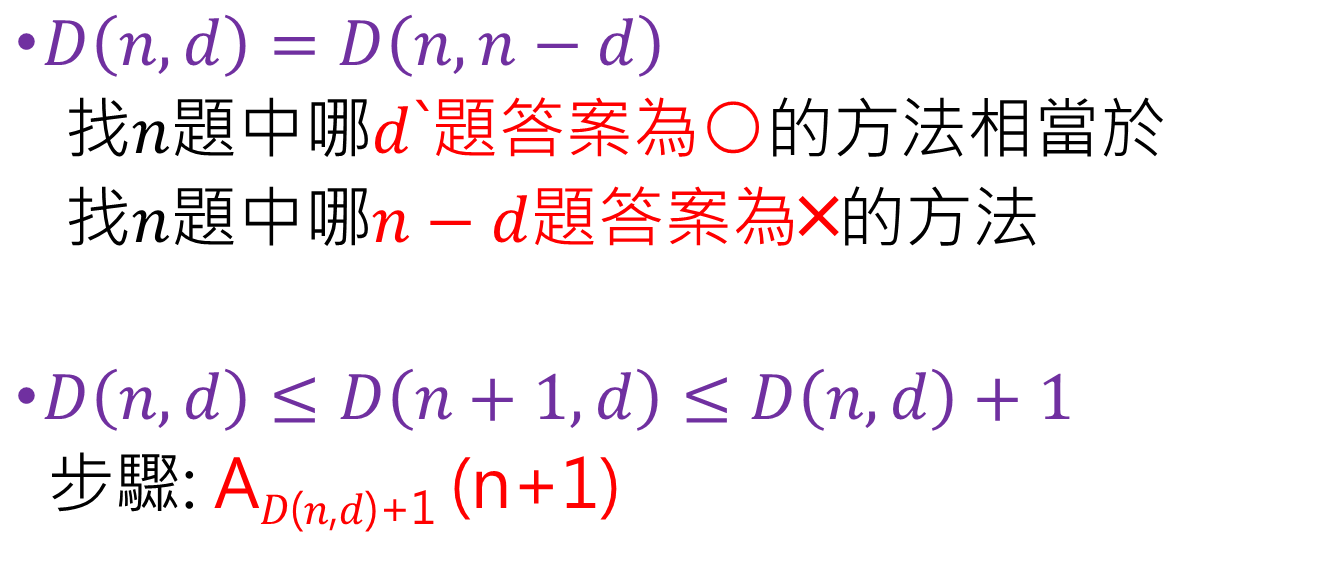 •D(n, d) = D(n, n − d)
找n題中哪d`題答案為○的方法相當於
找n題中哪n − d題答案為×的方法
•D(n, d) ≤ D(n + 1, d) ≤ D(n, d) + 1
步驟: A_{D(n,d)+1} (n+1)